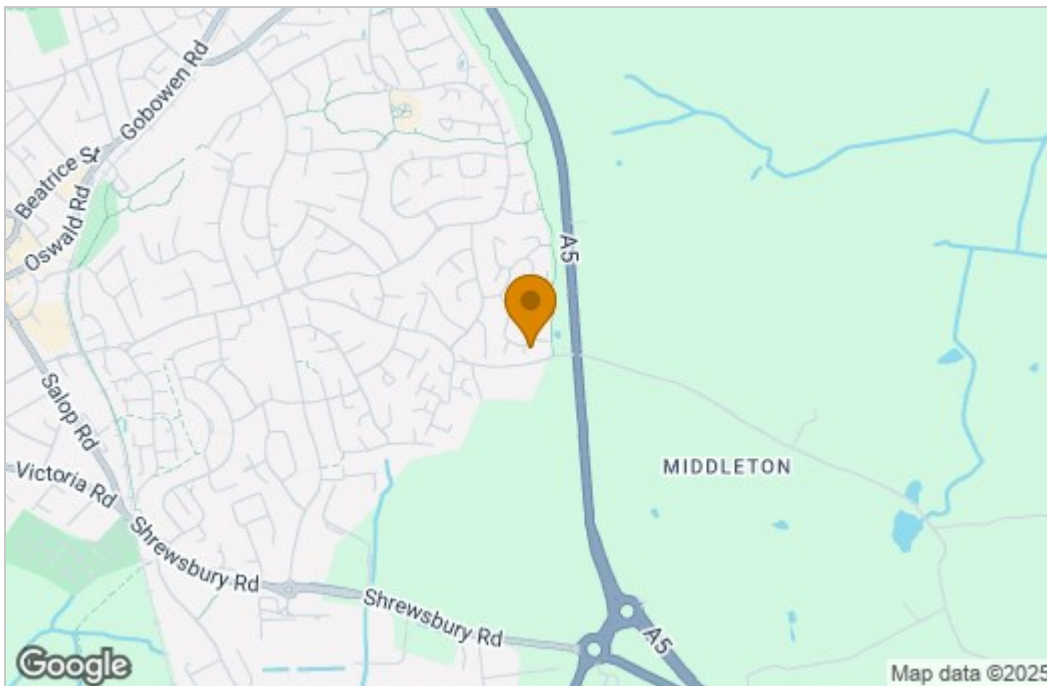 Gobowen Rd
Beatrice St
Oswald Rd
A5
Salop Rd
MIDDLETON
Victoria Rd
Shrewsbury Rd
Shrewsbury Rd
A5
Google
Map data ©2025